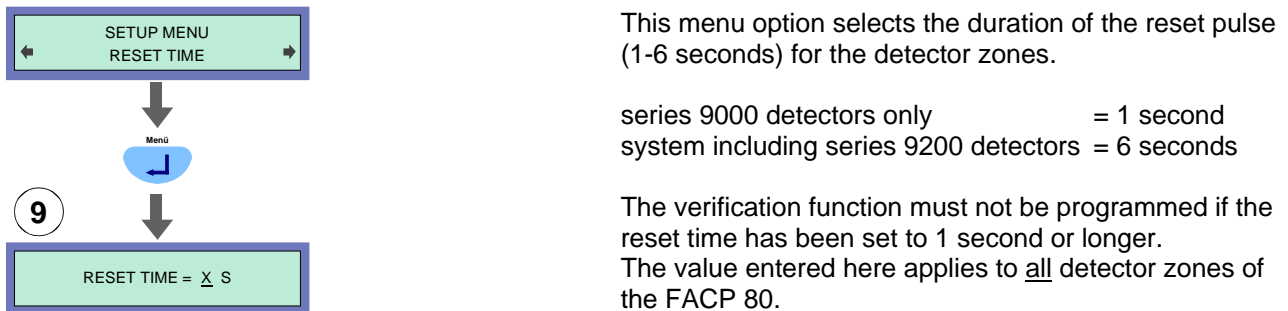 SETUP MENU
RESET TIME
Menü
9
RESET TIME = X S
This menu option selects the duration of the reset pulse
(1-6 seconds) for the detector zones.
series 9000 detectors only = 1 second
system including series 9200 detectors = 6 seconds
The verification function must not be programmed if the
reset time has been set to 1 second or longer.
The value entered here applies to all detector zones of
the FACP 80.